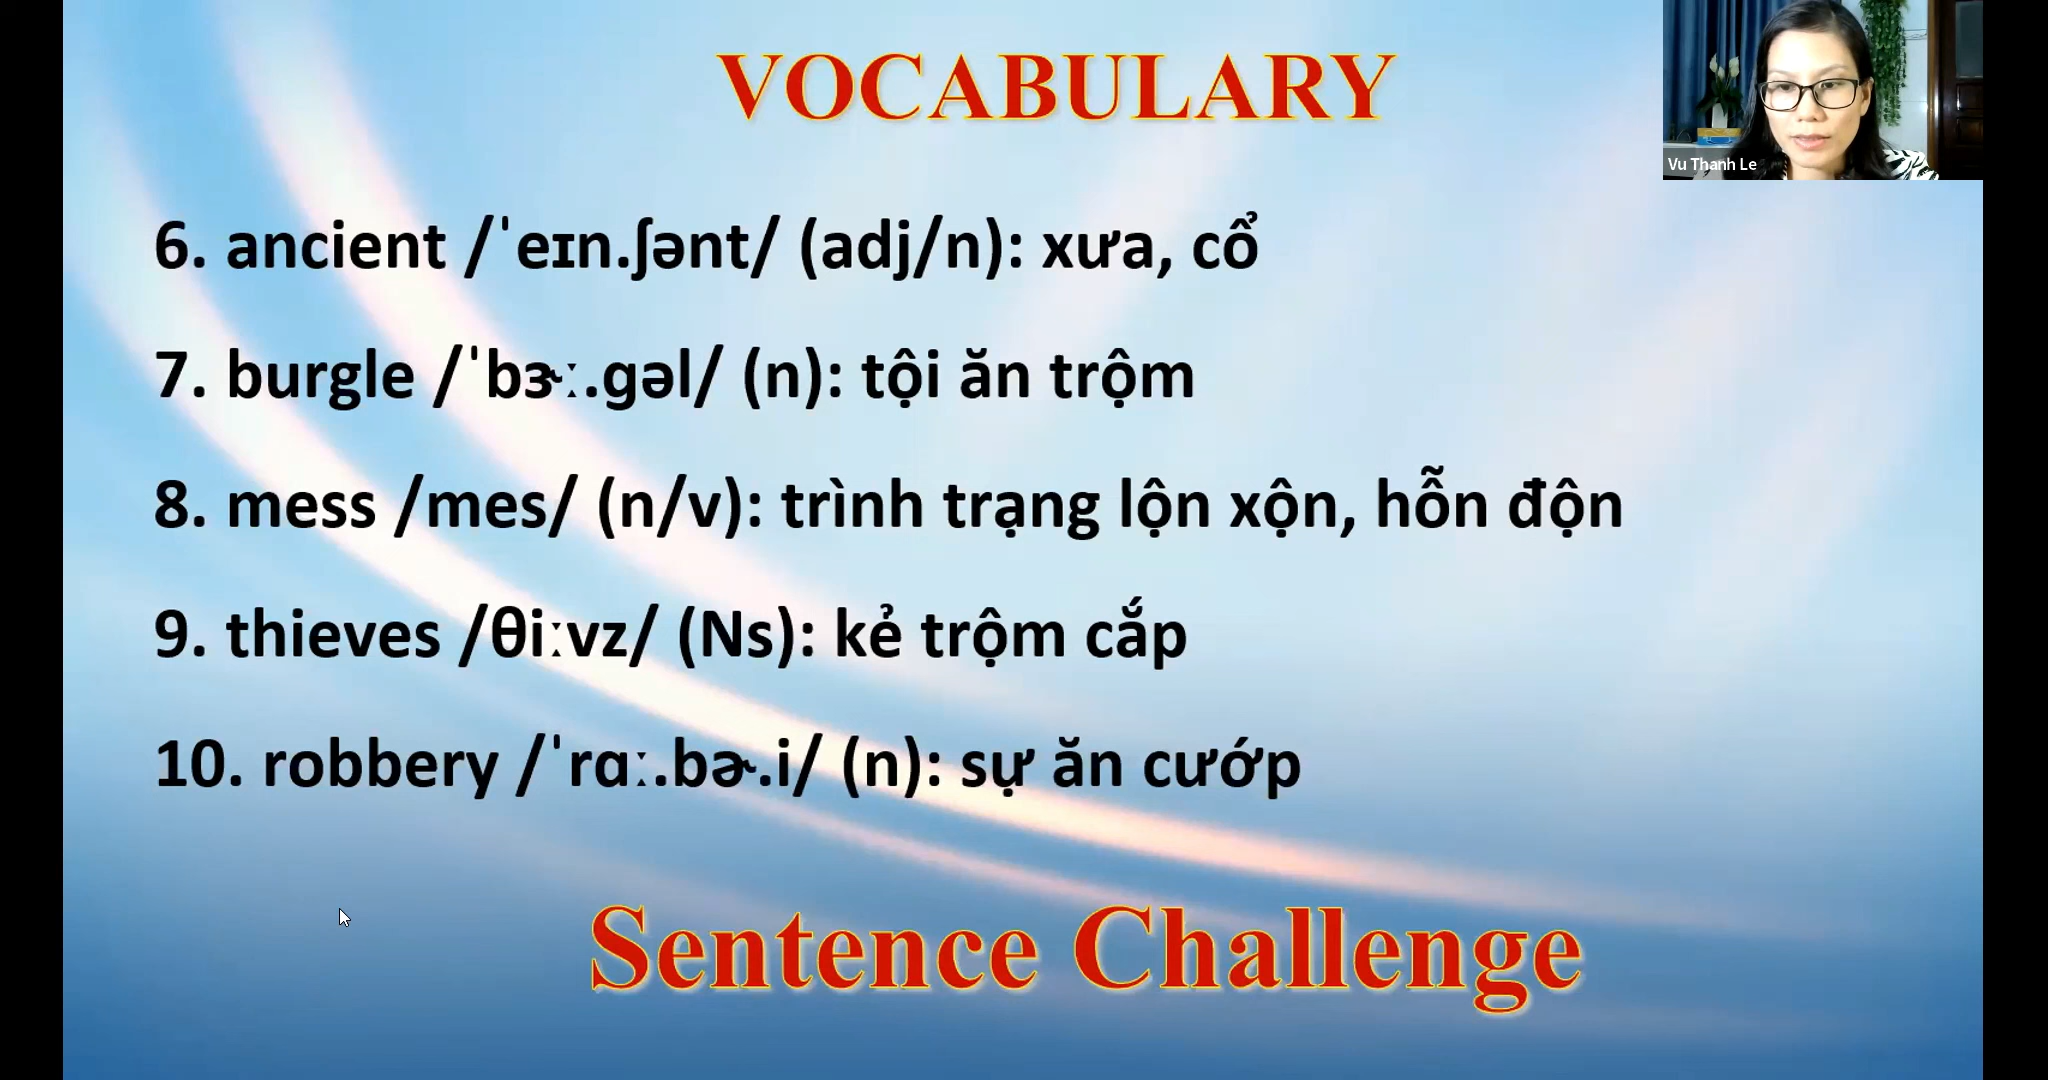 VOCABULARY
Vu Thanh Le
6. ancient /ˈeɪn.ʃənt/ (adj/n): xưa, cổ
7. burgle /ˈbɝː.gəl/ (n): tội ăn trộm
8. mess /mes/ (n/v): trình trạng lộn xộn, hỗn độn
9. thieves /θiːvz/ (Ns): kẻ trộm cắp
10. robbery /ˈrɑː.bɚ.i/ (n): sự ăn cướp
Sentence Challenge